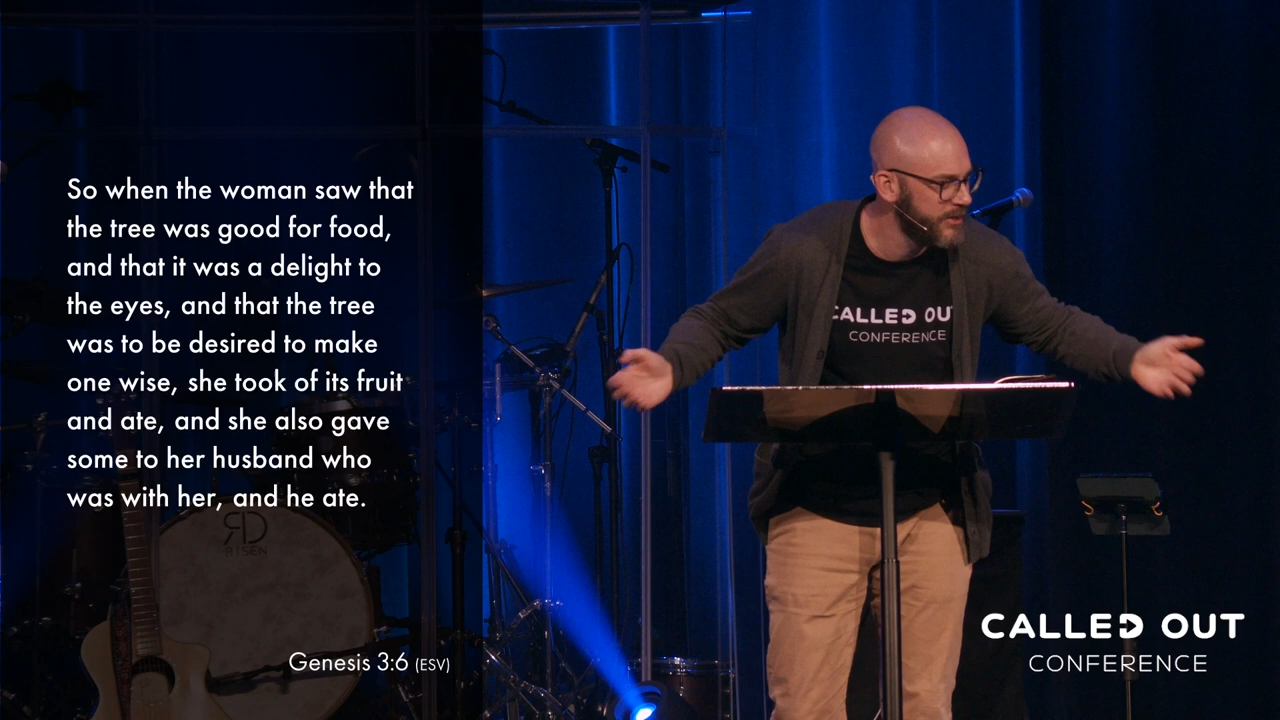 So when the woman saw that
the tree was good for food,
and that it was a delight to
the eyes, and that the tree
was to be desired to make
one wise, she took of its fruit
and ate, and she also gave
some to her husband who
was with her, and he ate.
Genesis 3:6 (ESV)
RISEN
CALLED OUT
CONFERENCE
CALLED OUT
CONFERENCE